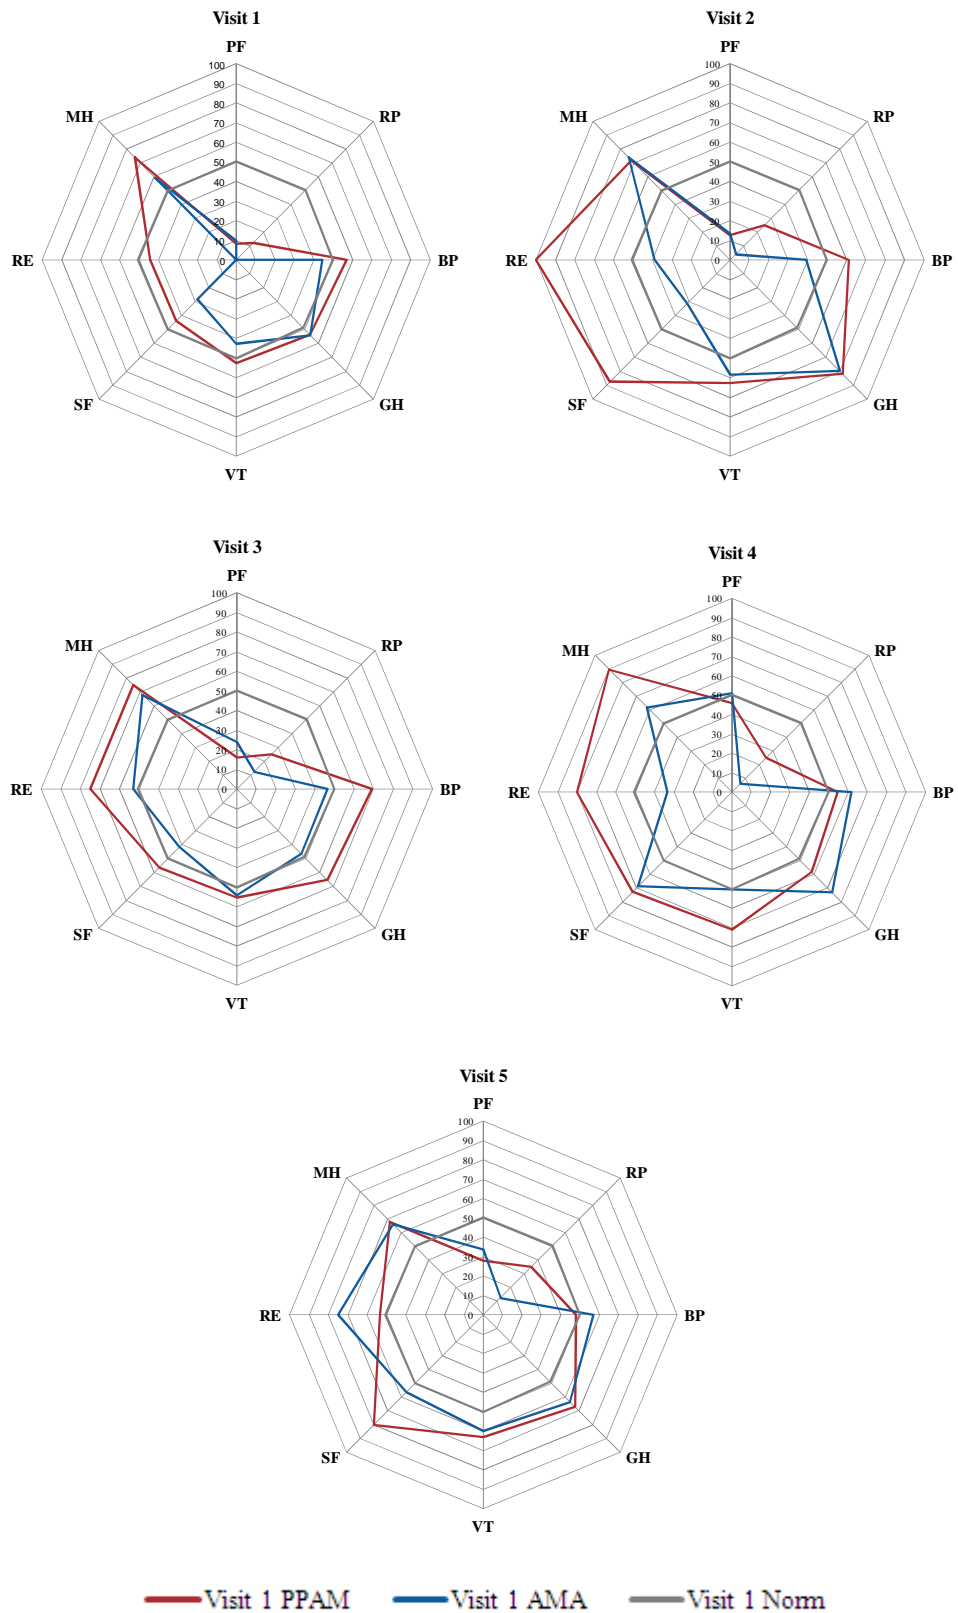 Visit 1
PF
100
90
80
70
60
50
40
30
20
10
0
MH
RP
RE
BP
SF
GH
VT
Visit 2
PF
100
90
80
70
60
50
40
30
20
10
0
MH
RP
RE
BP
SF
GH
VT
Visit 3
PF
100
90
80
70
60
50
40
30
20
10
0
MH
RP
RE
BP
SF
GH
VT
Visit 4
PF
100
90
80
70
60
50
40
30
20
10
0
MH
RP
RE
BP
SF
GH
VT
Visit 5
PF
100
90
80
70
60
50
40
30
20
10
0
MH
RP
RE
BP
SF
GH
VT
Visit 1 PPAM Visit 1 AMA Visit 1 Norm